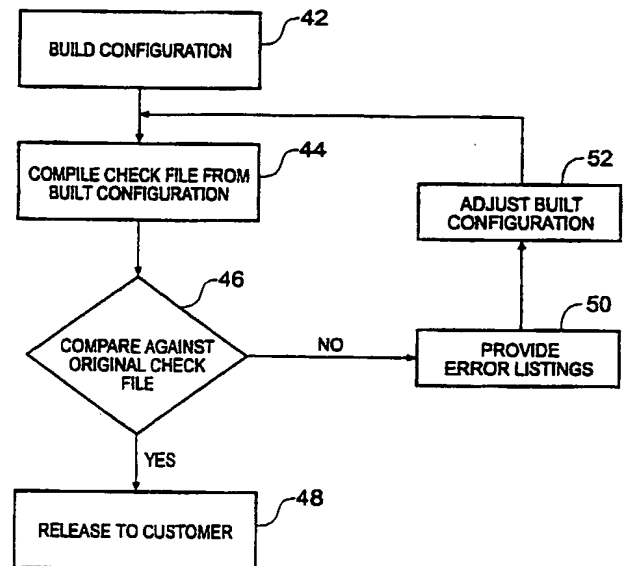 42
BUILD CONFIGURATION
44
COMPILE CHECK FILE FROM
BUILT CONFIGURATION
52
ADJUST BUILT
CONFIGURATION
46
COMPARE AGAINST
ORIGINAL CHECK
FILE
NO
50
PROVIDE
ERROR LISTINGS
YES
48
RELEASE TO CUSTOMER